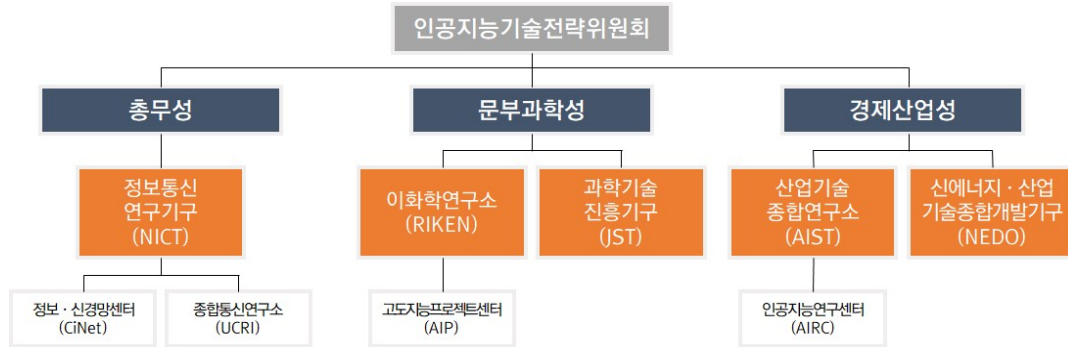 인공지능기술전략위원회
총무성
문부과학성
경제산업성
정보통신
연구기구
(NICT)
이화학연구소
(RIKEN)
과학기술
진흥기구
(JST)
산업기술
종합연구소
(AIST)
신에너지 · 산업
기술종합개발기구
(NEDO)
정보 · 신경망센터
(CiNet)
종합통신연구소
(UCRI)
고도지능프로젝트센터
(AIP)
인공지능연구센터
(AIRC)